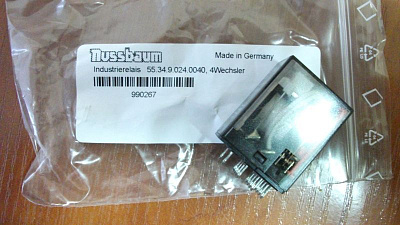 nussbaum
Made in Germany
Industrierelais 55.34.9.024.0040, 4Wechsler
990267